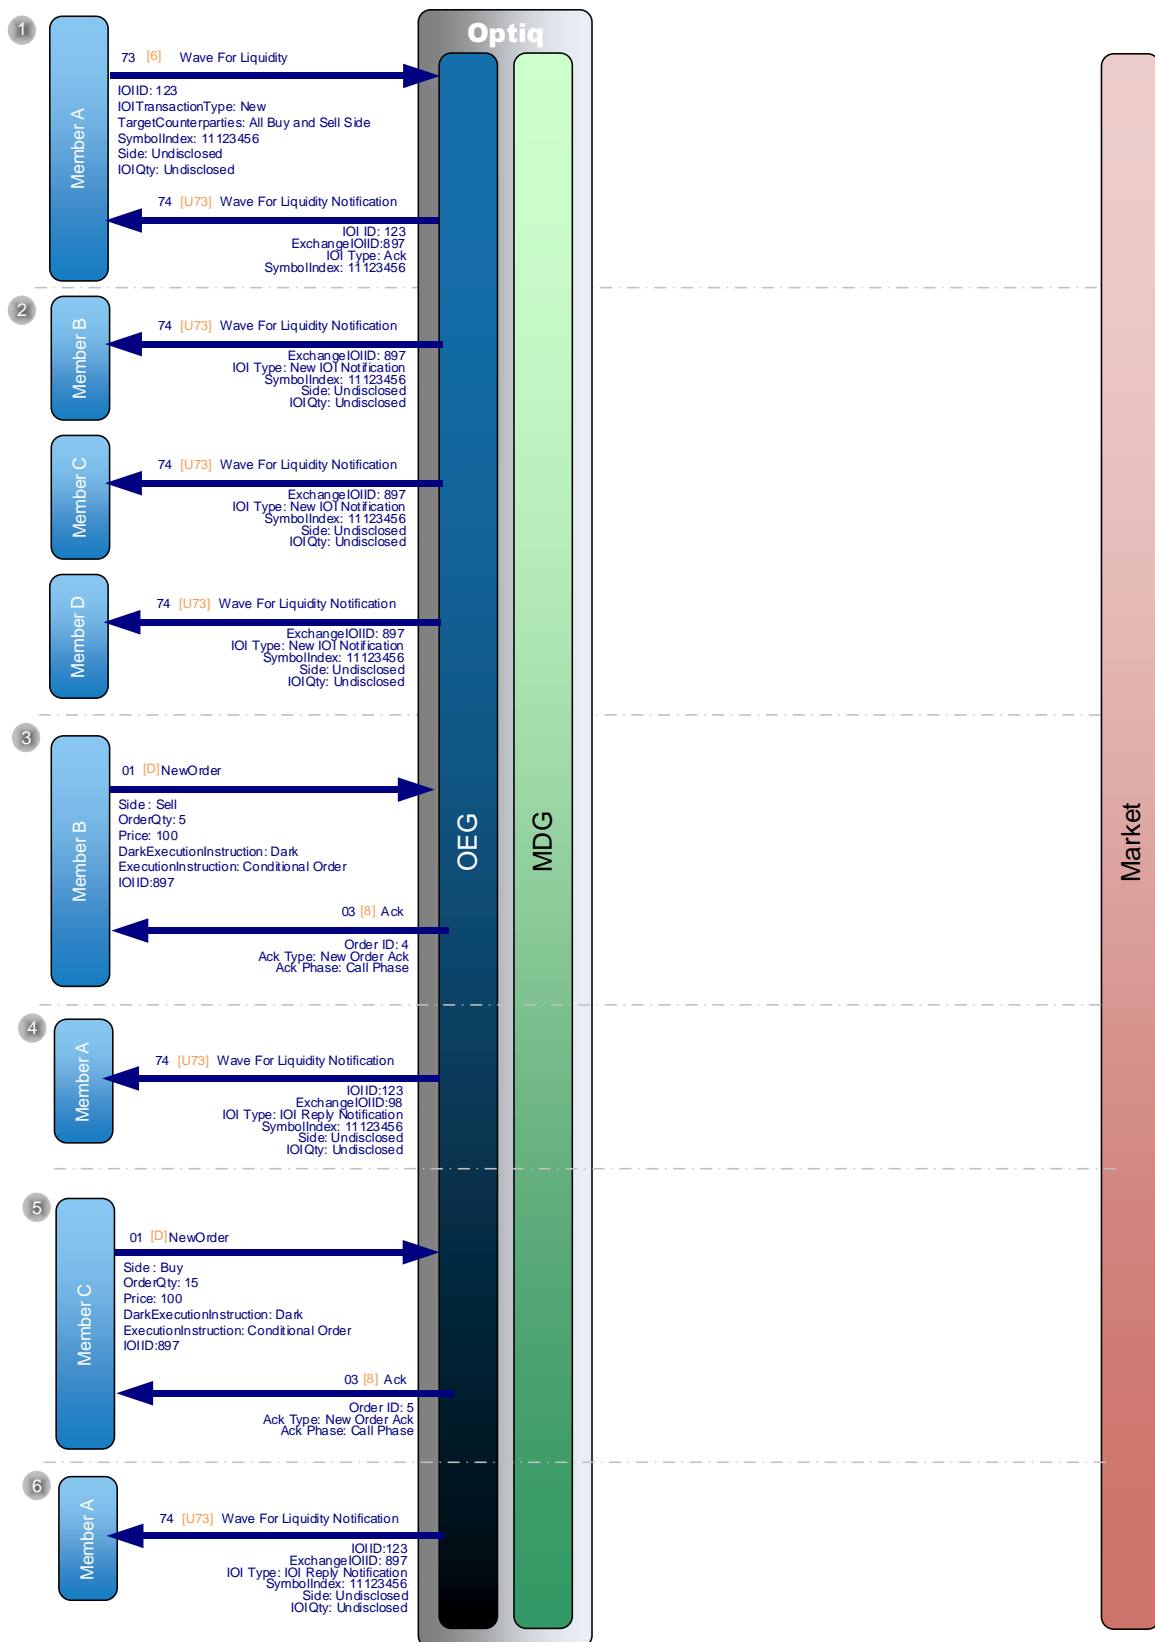 Optiq
1
Member A
73 [6] Wave For Liquidity
IOIID: 123
IOITransactionType: New
TargetCounterparties: All Buy and Sell Side
SymbolIndex: 11123456
Side: Undisclosed
IOIQty: Undisclosed
74 [U73] Wave For Liquidity Notification
IOI ID: 123
ExchangeIOIID:897
IOI Type: Ack
SymbolIndex: 11123456
2
Member B
74 [U73] Wave For Liquidity Notification
ExchangeIOIID: 897
IOI Type: New IOI Notification
SymbolIndex: 11123456
Side: Undisclosed
IOIQty: Undisclosed
Member C
74 [U73] Wave For Liquidity Notification
ExchangeIOIID: 897
IOI Type: New IOI Notification
SymbolIndex: 11123456
Side: Undisclosed
IOIQty: Undisclosed
Member D
74 [U73] Wave For Liquidity Notification
ExchangeIOIID: 897
IOI Type: New IOI Notification
SymbolIndex: 11123456
Side: Undisclosed
IOIQty: Undisclosed
3
Member B
01 [D] NewOrder
Side : Sell
OrderQty: 5
Price: 100
DarkExecutionInstruction: Dark
ExecutionInstruction: Conditional Order
IOIID:897
03 [8] Ack
Order ID: 4
Ack Type: New Order Ack
Ack Phase: Call Phase
OEG
MDG
Market
4
Member A
74 [U73] Wave For Liquidity Notification
IOIID:123
ExchangeIOIID:98
IOI Type: IOI Reply Notification
SymbolIndex: 11123456
Side: Undisclosed
IOIQty: Undisclosed
5
Member C
01 [D] NewOrder
Side : Buy
OrderQty: 15
Price: 100
DarkExecutionInstruction: Dark
ExecutionInstruction: Conditional Order
IOIID:897
03 [8] Ack
Order ID: 5
Ack Type: New Order Ack
Ack Phase: Call Phase
6
Member A
74 [U73] Wave For Liquidity Notification
IOIID:123
ExchangeIOIID: 897
IOI Type: IOI Reply Notification
SymbolIndex: 11123456
Side: Undisclosed
IOIQty: Undisclosed